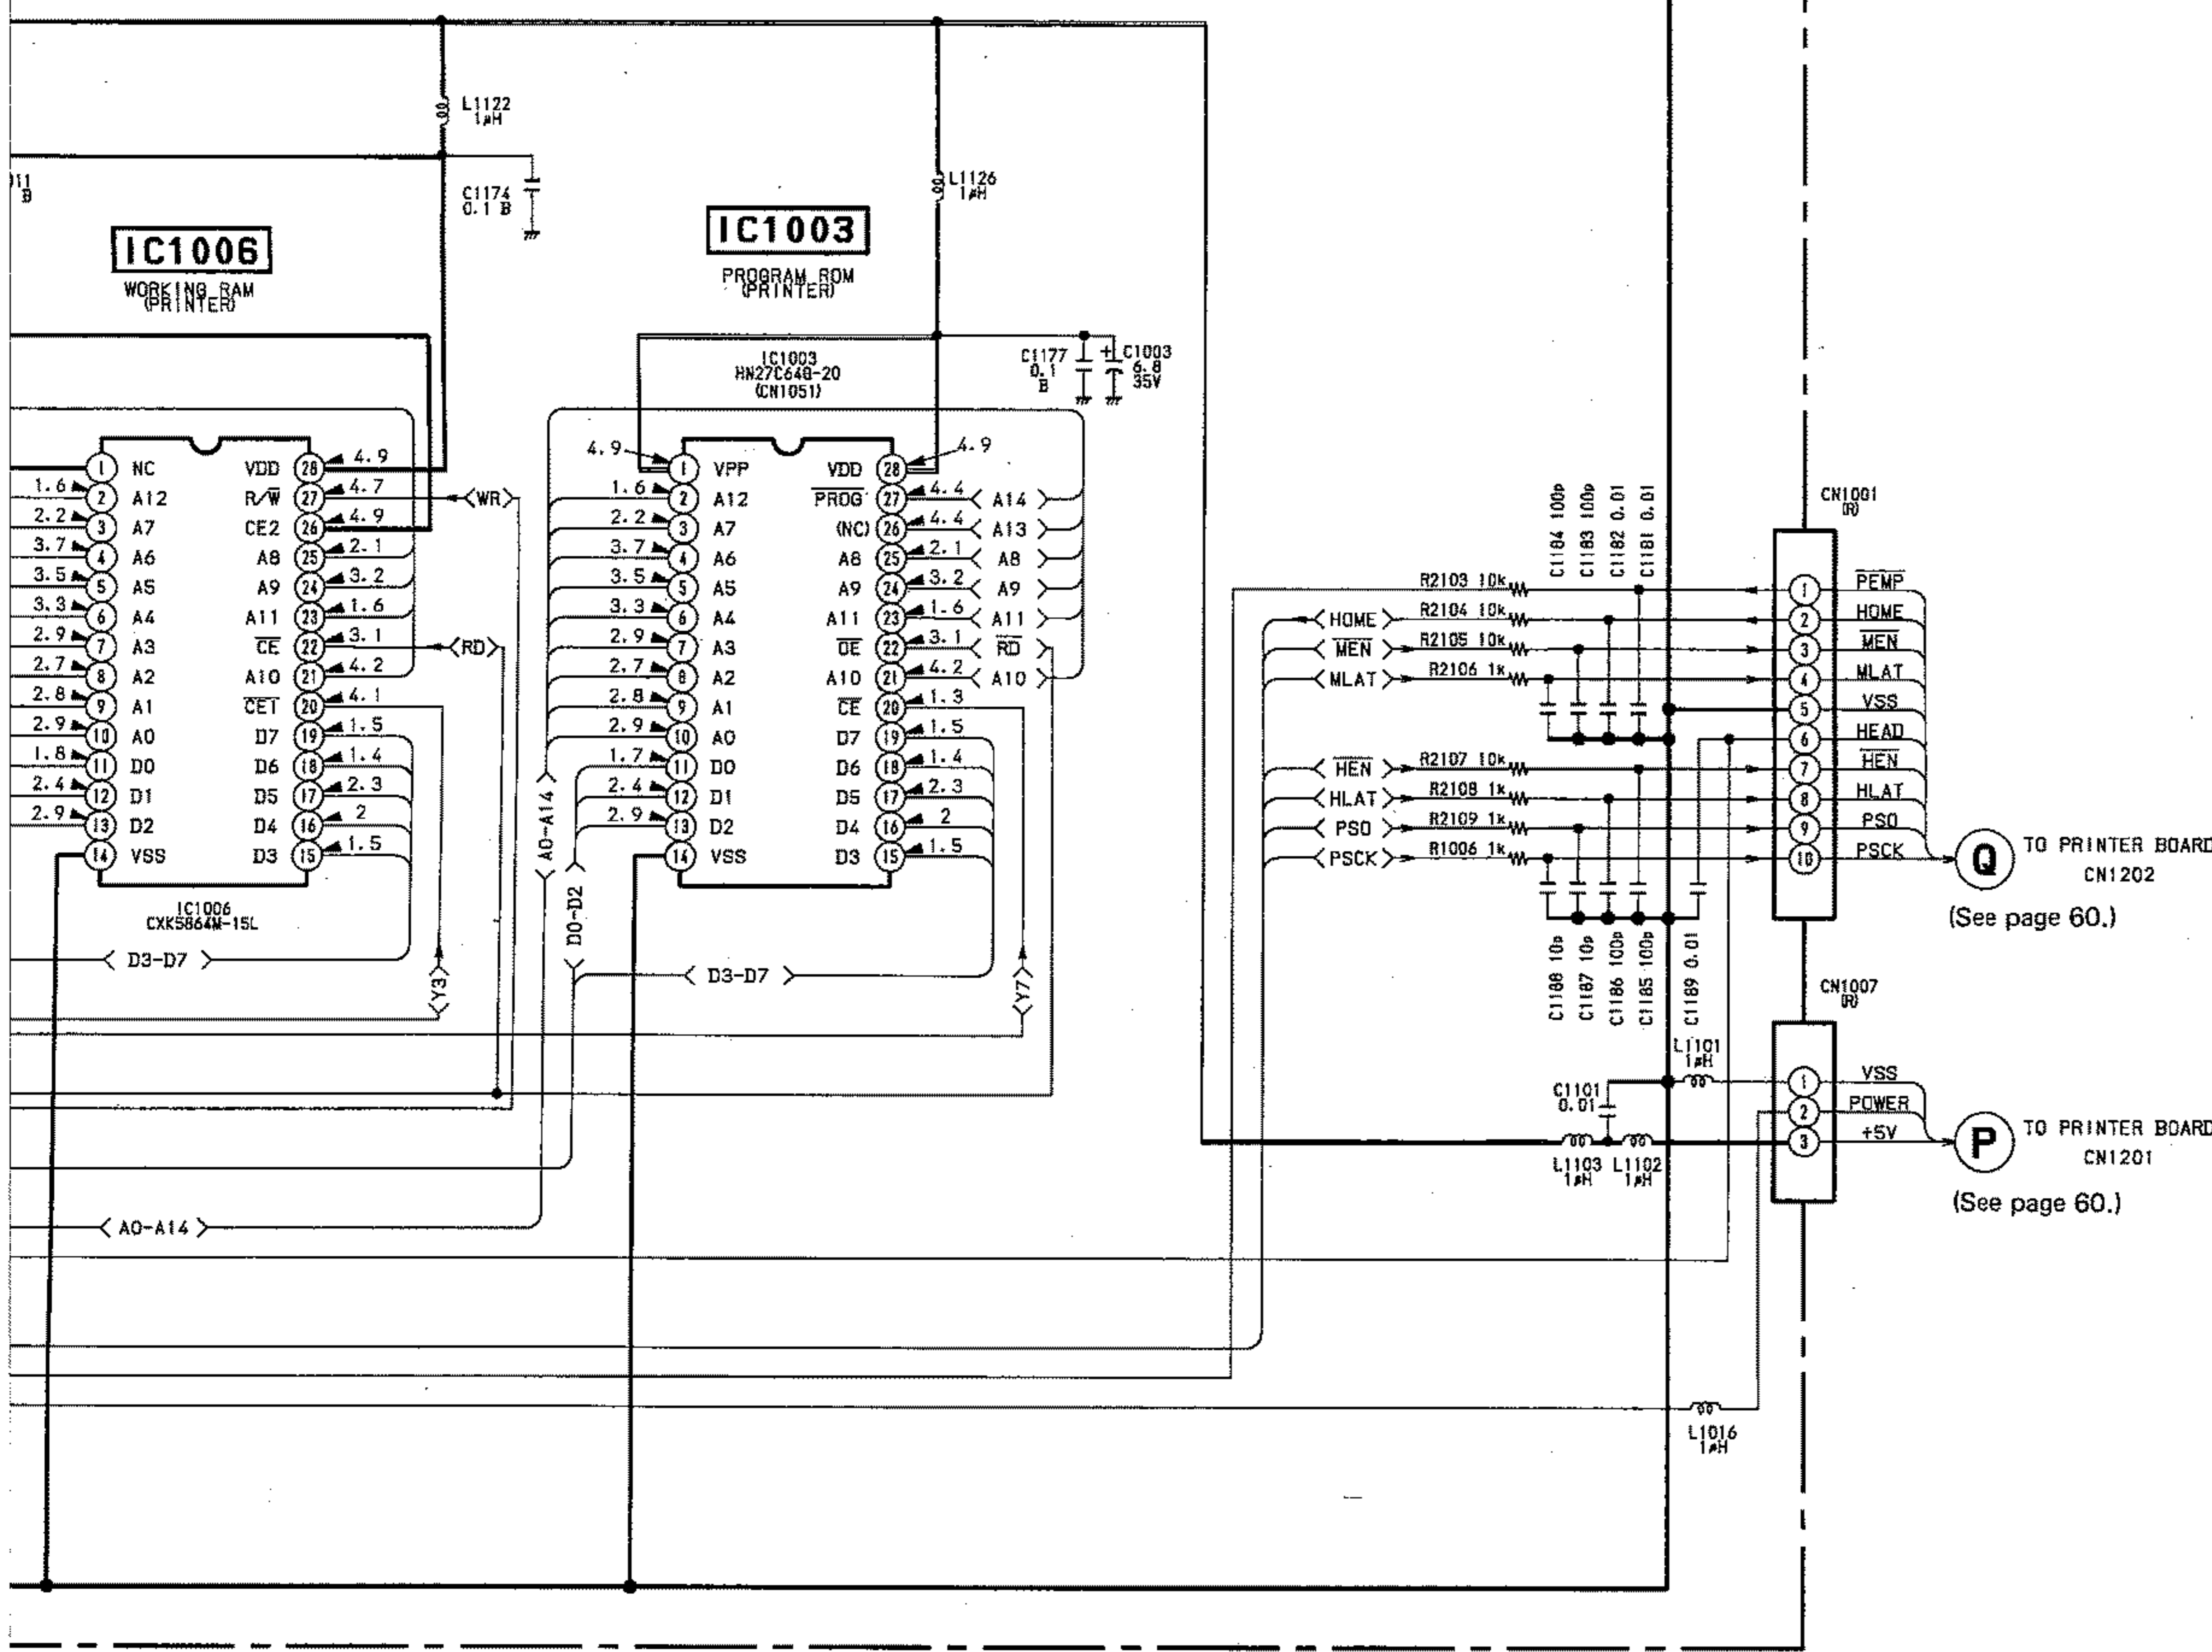 L1122
1µH
C1174
0.1 B
L1126
1µH
11
B
IC1006
WORKING RAM
(PRINTER)
IC1003
PROGRAM ROM
(PRINTER)
IC1003
HN27C64G-20
(CN1051)
C1177
0.1
B
+
C1003
6.8
35V
1 NC VDD 28 4.9
1.6 2 A12 R/W 27 4.7 WR
2.2 3 A7 CE2 26 4.9
3.7 4 A6 A8 25 2.1
3.5 5 A5 A9 24 3.2
3.3 6 A4 A11 23 1.6
2.9 7 A3 CE 22 3.1 RD
2.7 8 A2 A10 21 4.2
2.8 9 A1 CE1 20 4.1
2.9 10 A0 D7 19 1.5
1.8 11 D0 D6 18 1.4
2.4 12 D1 D5 17 2.3
2.9 13 D2 D4 16 2
14 VSS D3 15 1.5
IC1006
CXK5864M-15L
D3-D7
Y3
A0-A14
D0-D2
4.9 1 VPP VDD 28 4.9
1.6 2 A12 PROG 27 4.4 A14
2.2 3 A7 (NC) 26 4.4 A13
3.7 4 A6 A8 25 2.1 A8
3.5 5 A5 A9 24 3.2 A9
3.3 6 A4 A11 23 1.6 A11
2.9 7 A3 OE 22 3.1 RD
2.7 8 A2 A10 21 4.2 A10
2.8 9 A1 CE 20 1.3
2.9 10 A0 D7 19 1.5
1.7 11 D0 D6 18 1.4
2.4 12 D1 D5 17 2.3
2.9 13 D2 D4 16 2
14 VSS D3 15 1.5
D3-D7
Y7
A0-A14
C1184 100p
C1183 100p
C1182 0.01
C1181 0.01
CN1001
(R)
R2103 10k 1 PEMP
HOME R2104 10k 2 HOME
MEN R2105 10k 3 MEN
MLAT R2106 1k 4 MLAT
5 VSS
6 HEAD
HEN R2107 10k 7 HEN
HLAT R2108 1k 8 HLAT
PSO R2109 1k 9 PSO
PSCK R1006 1k 10 PSCK
Q TO PRINTER BOARD
CN1202
(See page 60.)
C1188 10p
C1187 10p
C1186 100p
C1185 100p
C1189 0.01
CN1007
(R)
L1101
1µH
C1101
0.01
1 VSS
2 POWER
3 +5V
L1103
1µH
L1102
1µH
P TO PRINTER BOARD
CN1201
(See page 60.)
L1016
1µH